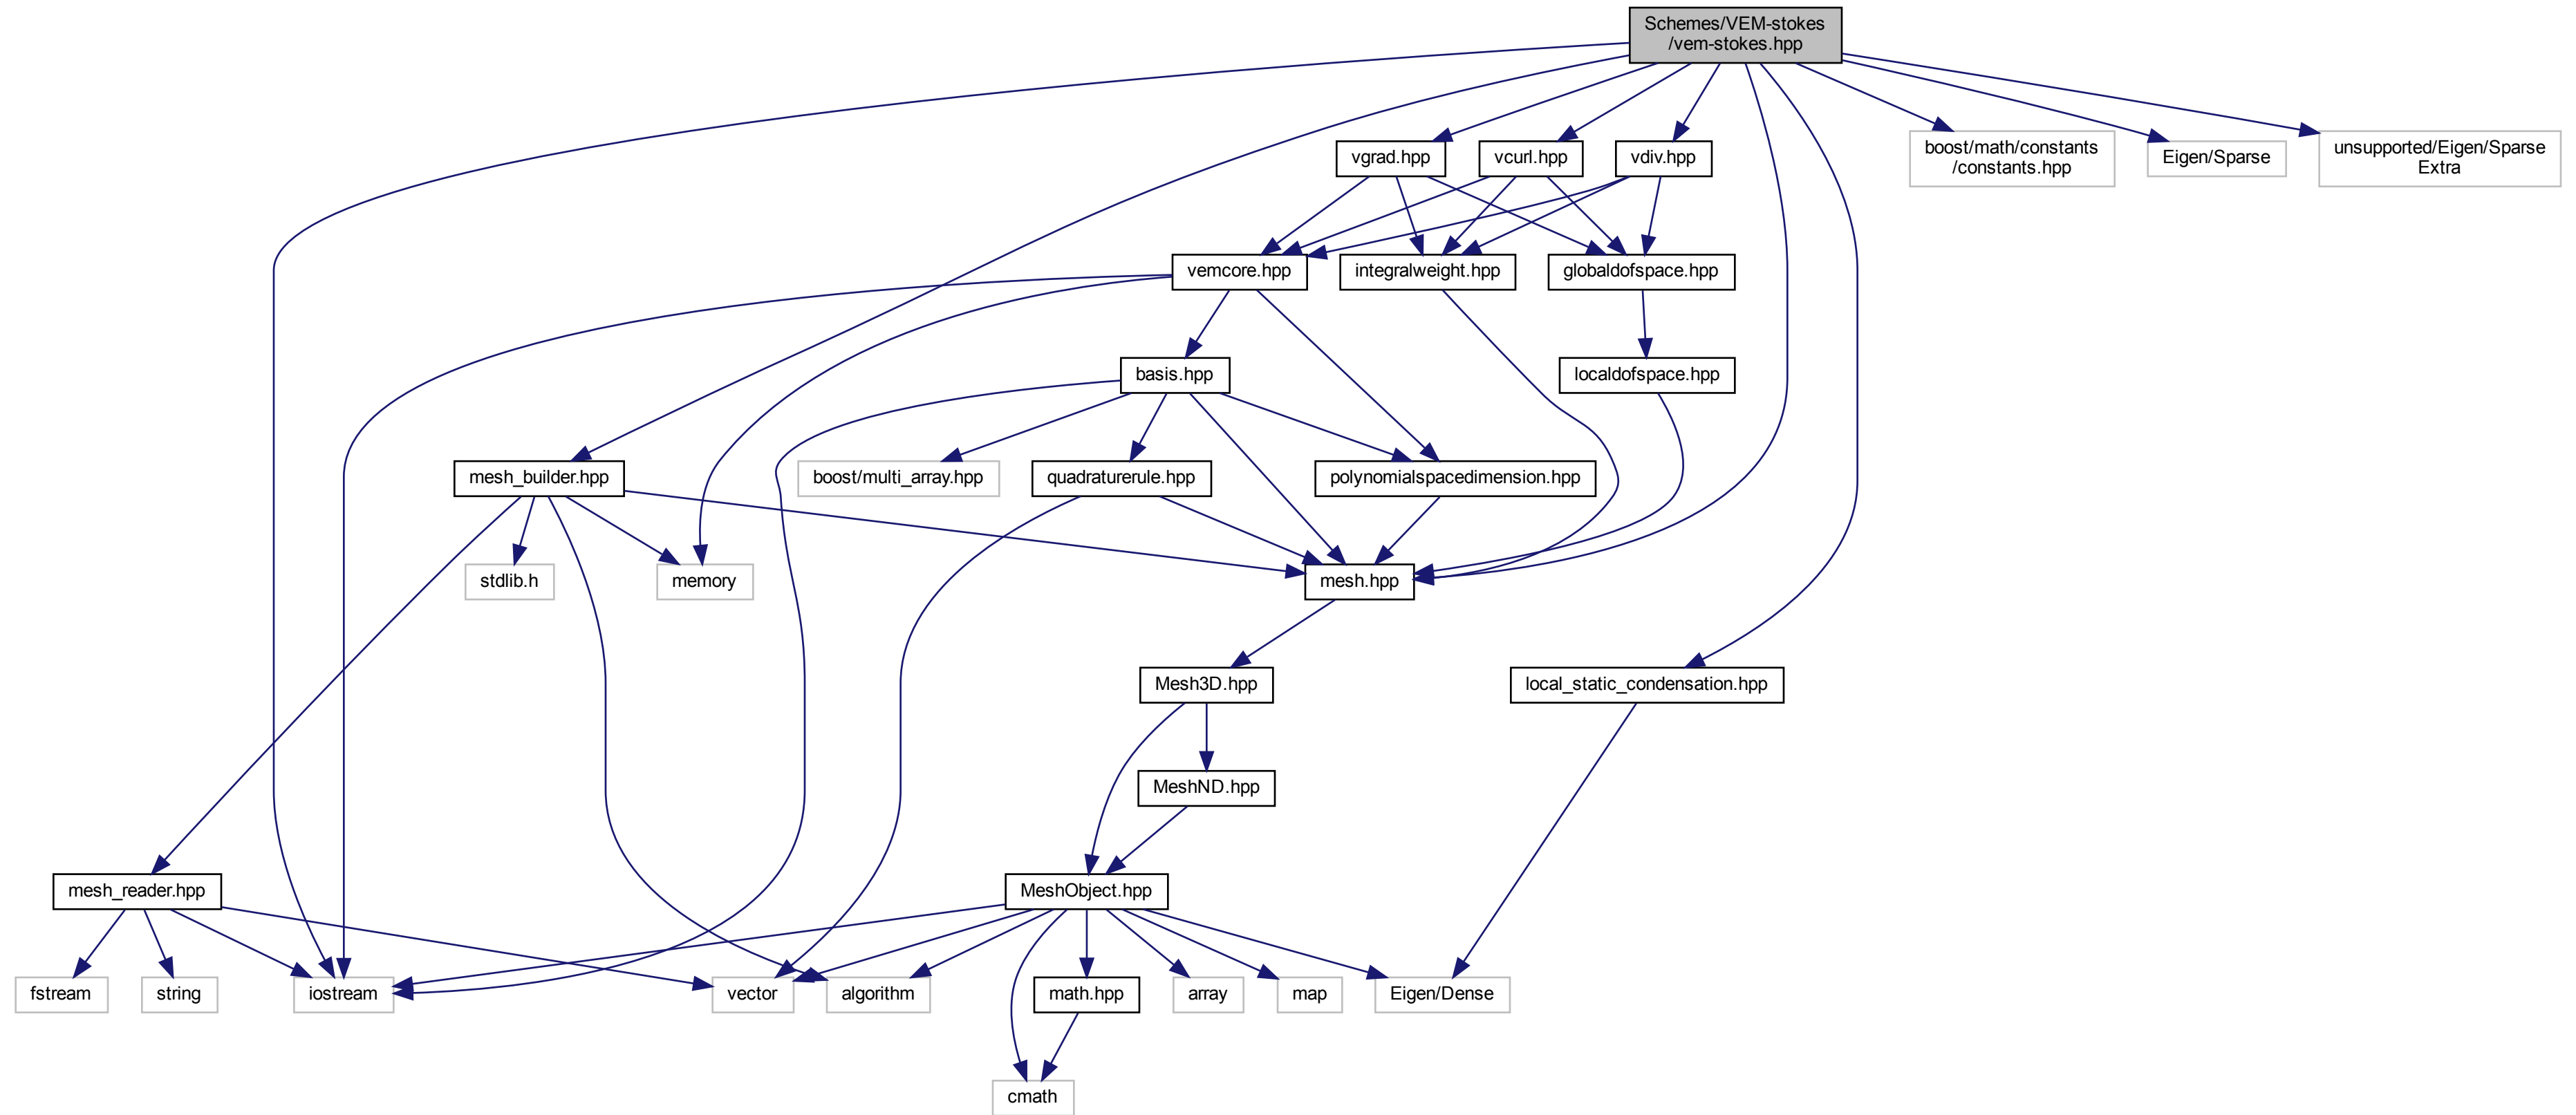 Schemes/VEM-stokes
/vem-stokes.hpp
vgrad.hpp
vcurl.hpp
vdiv.hpp
boost/math/constants
/constants.hpp
Eigen/Sparse
unsupported/Eigen/Sparse
Extra
vemcore.hpp
integralweight.hpp
globaldofspace.hpp
basis.hpp
localdofspace.hpp
mesh_builder.hpp
boost/multi_array.hpp
quadraturerule.hpp
polynomialspacedimension.hpp
stdlib.h
memory
mesh.hpp
Mesh3D.hpp
local_static_condensation.hpp
MeshND.hpp
mesh_reader.hpp
MeshObject.hpp
fstream
string
iostream
vector
algorithm
math.hpp
array
map
Eigen/Dense
cmath